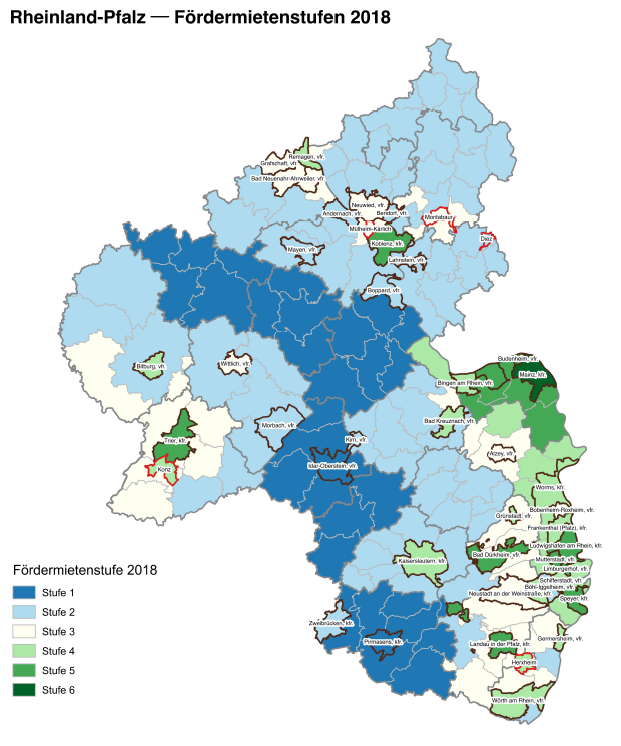 Rheinland-Pfalz — Fördermietenstufen 2018
Remagen, vfr.
Grafschaft, vfr.
Bad Neuenahr-Ahrweiler, vfr.
Neuwied, vfr.
Andernach, vfr.
Bendorf, vfr.
Montabaur
Mülheim-Kärlich
Diez
Koblenz, kfr.
Mayen, vfr.
Lahnstein, vfr.
Boppard, vfr.
Budenheim, vfr.
Bitburg, vfr.
Wittlich, vfr.
Mainz, kfr.
Bingen am Rhein, vfr.
Bad Kreuznach, vfr.
Morbach, vfr.
Trier, kfr.
Kirn, vfr.
Alzey, vfr.
Konz
Idar-Oberstein, vfr.
Worms, kfr.
Bobenheim-Roxheim, vfr.
Grünstadt, vfr.
Frankenthal (Pfalz), kfr.
Ludwigshafen am Rhein, kfr.
Bad Dürkheim, vfr.
Mutterstadt, vfr.
Kaiserslautern, kfr.
Limburgerhof, vfr.
Schifferstadt, vfr.
Böhl-Iggelheim, vfr.
Neustadt an der Weinstraße, kfr.
Speyer, kfr.
Zweibrücken, kfr.
Pirmasens, kfr.
Germersheim, vfr.
Landau in der Pfalz, kfr.
Herxheim
Wörth am Rhein, vfr.
Fördermietenstufe 2018
Stufe 1
Stufe 2
Stufe 3
Stufe 4
Stufe 5
Stufe 6